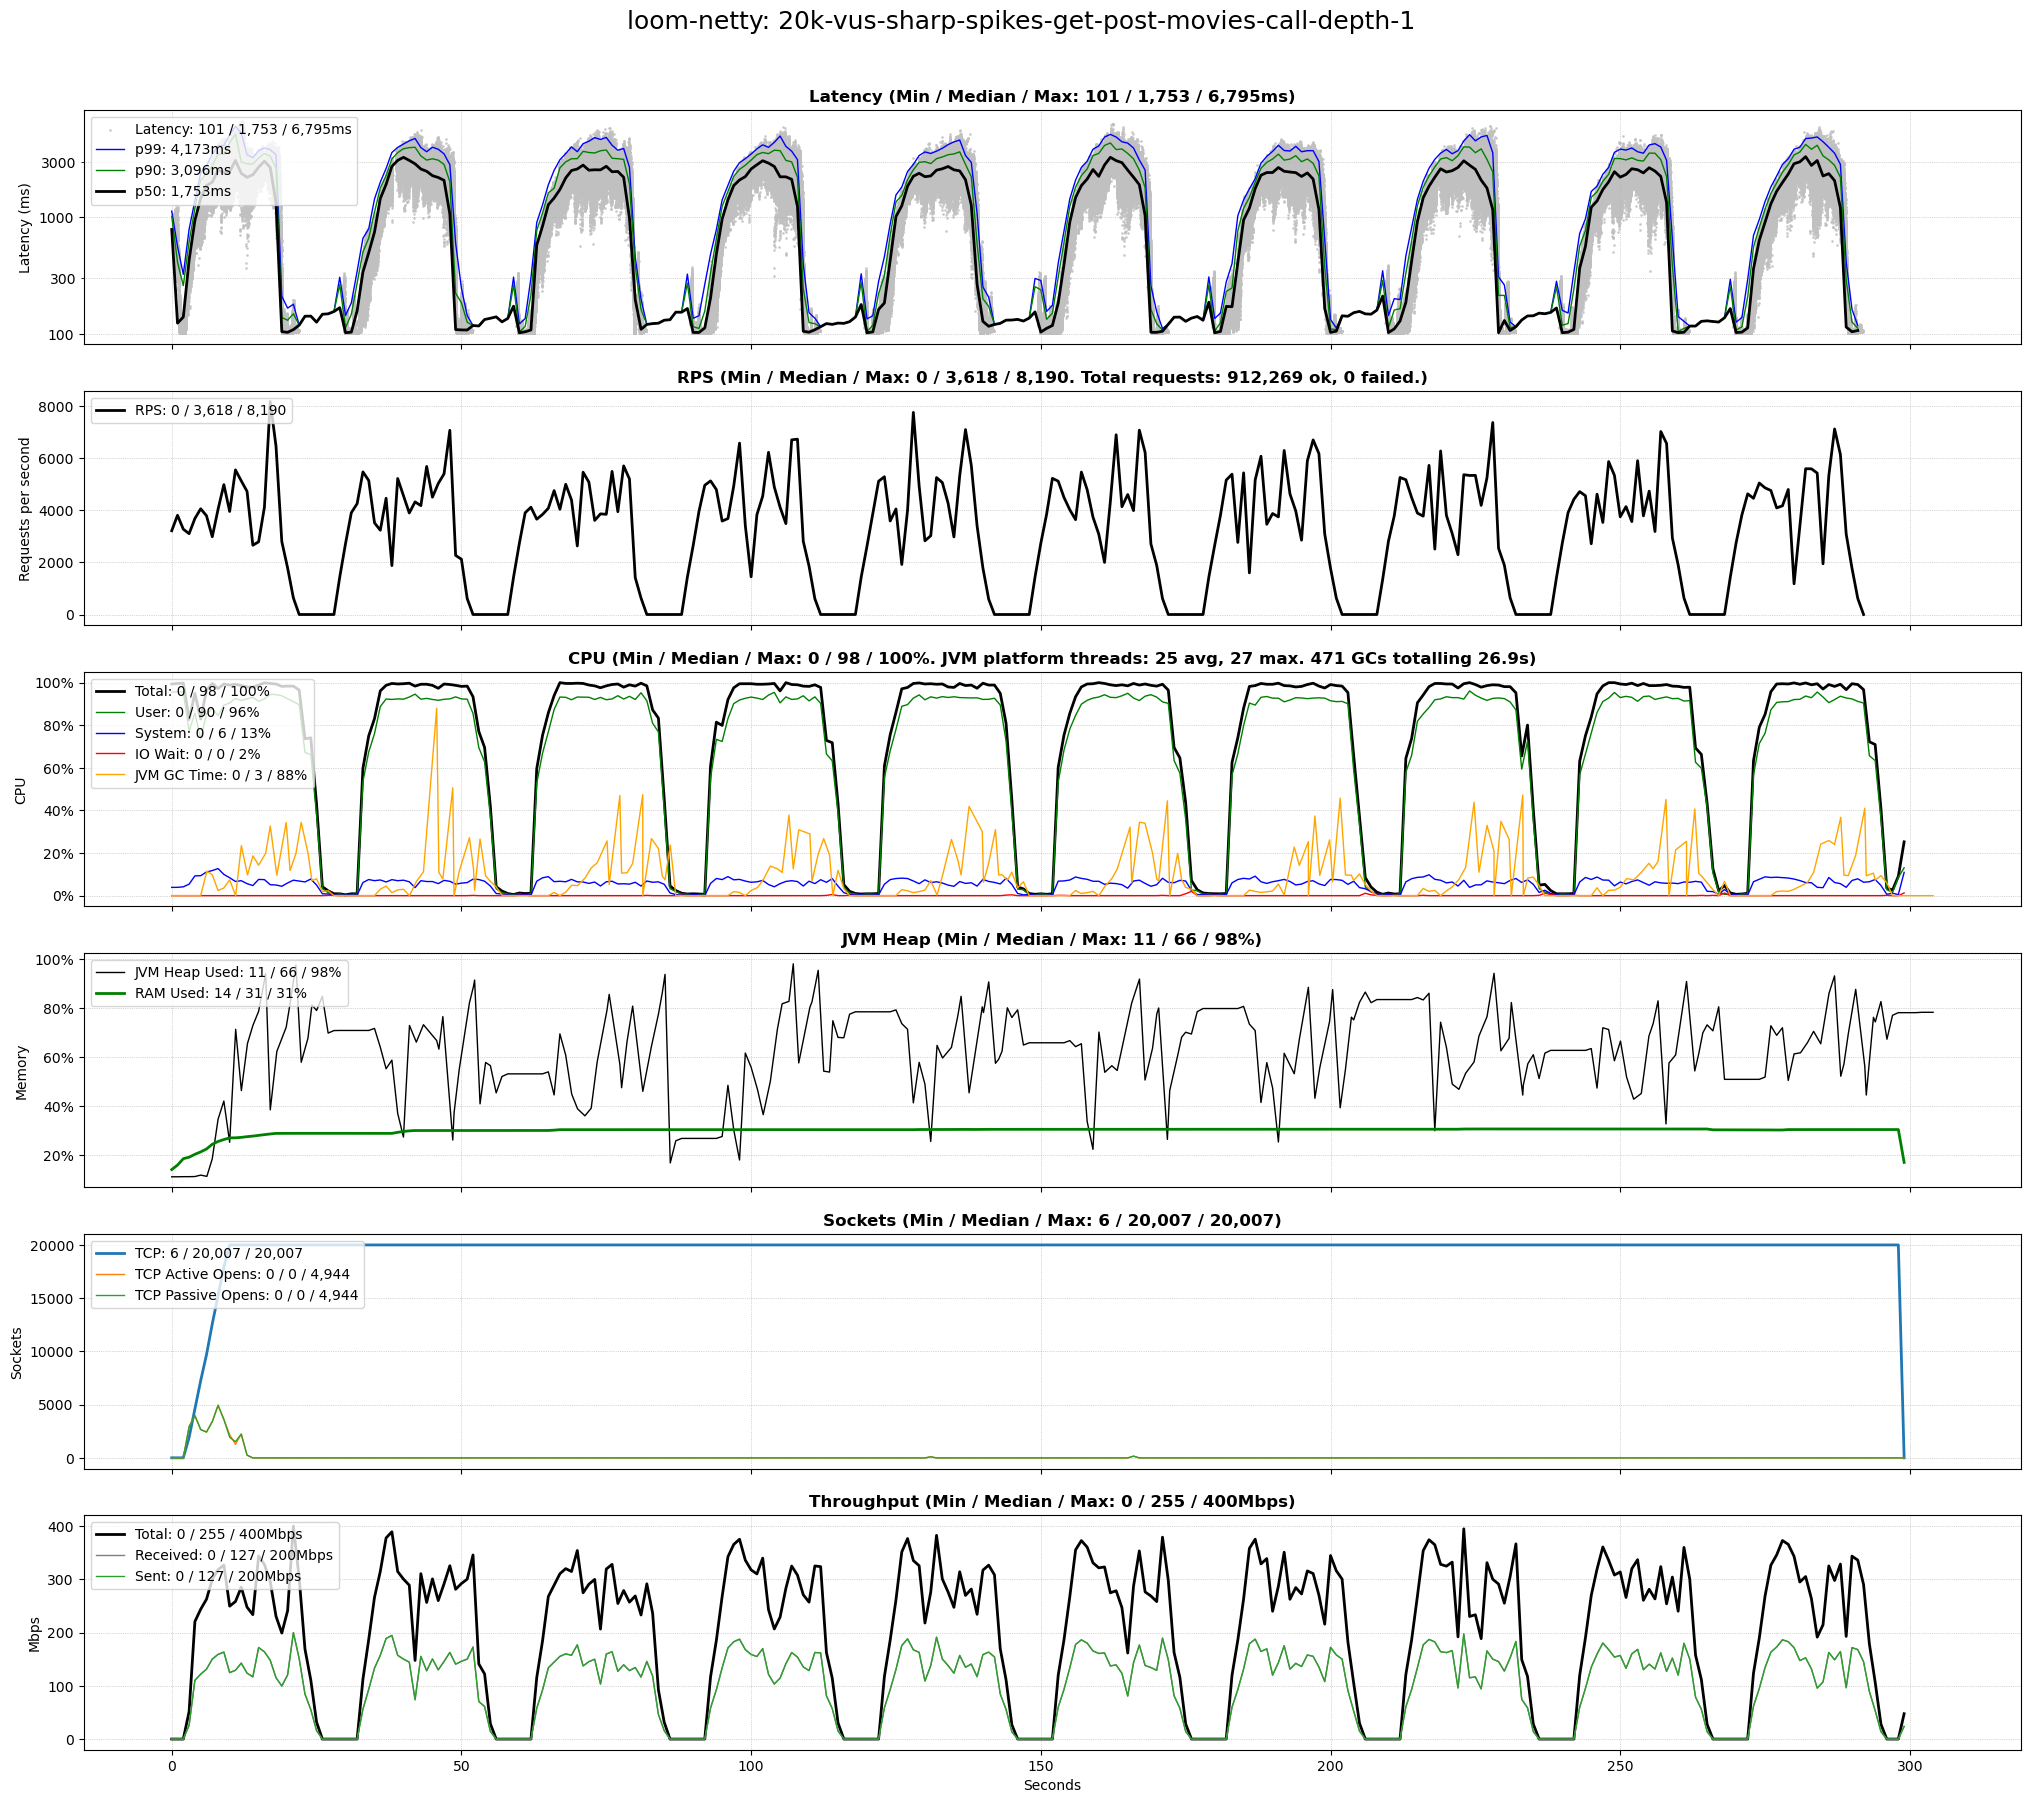 loom-netty: 20k-vus-sharp-spikes-get-post-movies-call-depth-1
Latency (Min / Median / Max: 101 / 1,753 / 6,795ms)
Latency: 101 / 1,753 / 6,795ms
p99: 4,173ms
p90: 3,096ms
p50: 1,753ms
Latency (ms)
3000
1000
300
100
RPS (Min / Median / Max: 0 / 3,618 / 8,190. Total requests: 912,269 ok, 0 failed.)
RPS: 0 / 3,618 / 8,190
Requests per second
8000
6000
4000
2000
0
CPU (Min / Median / Max: 0 / 98 / 100%. JVM platform threads: 25 avg, 27 max. 471 GCs totalling 26.9s)
Total: 0 / 98 / 100%
User: 0 / 90 / 96%
System: 0 / 6 / 13%
IO Wait: 0 / 0 / 2%
JVM GC Time: 0 / 3 / 88%
CPU
100%
80%
60%
40%
20%
0%
JVM Heap (Min / Median / Max: 11 / 66 / 98%)
JVM Heap Used: 11 / 66 / 98%
RAM Used: 14 / 31 / 31%
Memory
100%
80%
60%
40%
20%
Sockets (Min / Median / Max: 6 / 20,007 / 20,007)
TCP: 6 / 20,007 / 20,007
TCP Active Opens: 0 / 0 / 4,944
TCP Passive Opens: 0 / 0 / 4,944
Sockets
20000
15000
10000
5000
0
Throughput (Min / Median / Max: 0 / 255 / 400Mbps)
Total: 0 / 255 / 400Mbps
Received: 0 / 127 / 200Mbps
Sent: 0 / 127 / 200Mbps
Mbps
400
300
200
100
0
0 50 100 150 200 250 300
Seconds